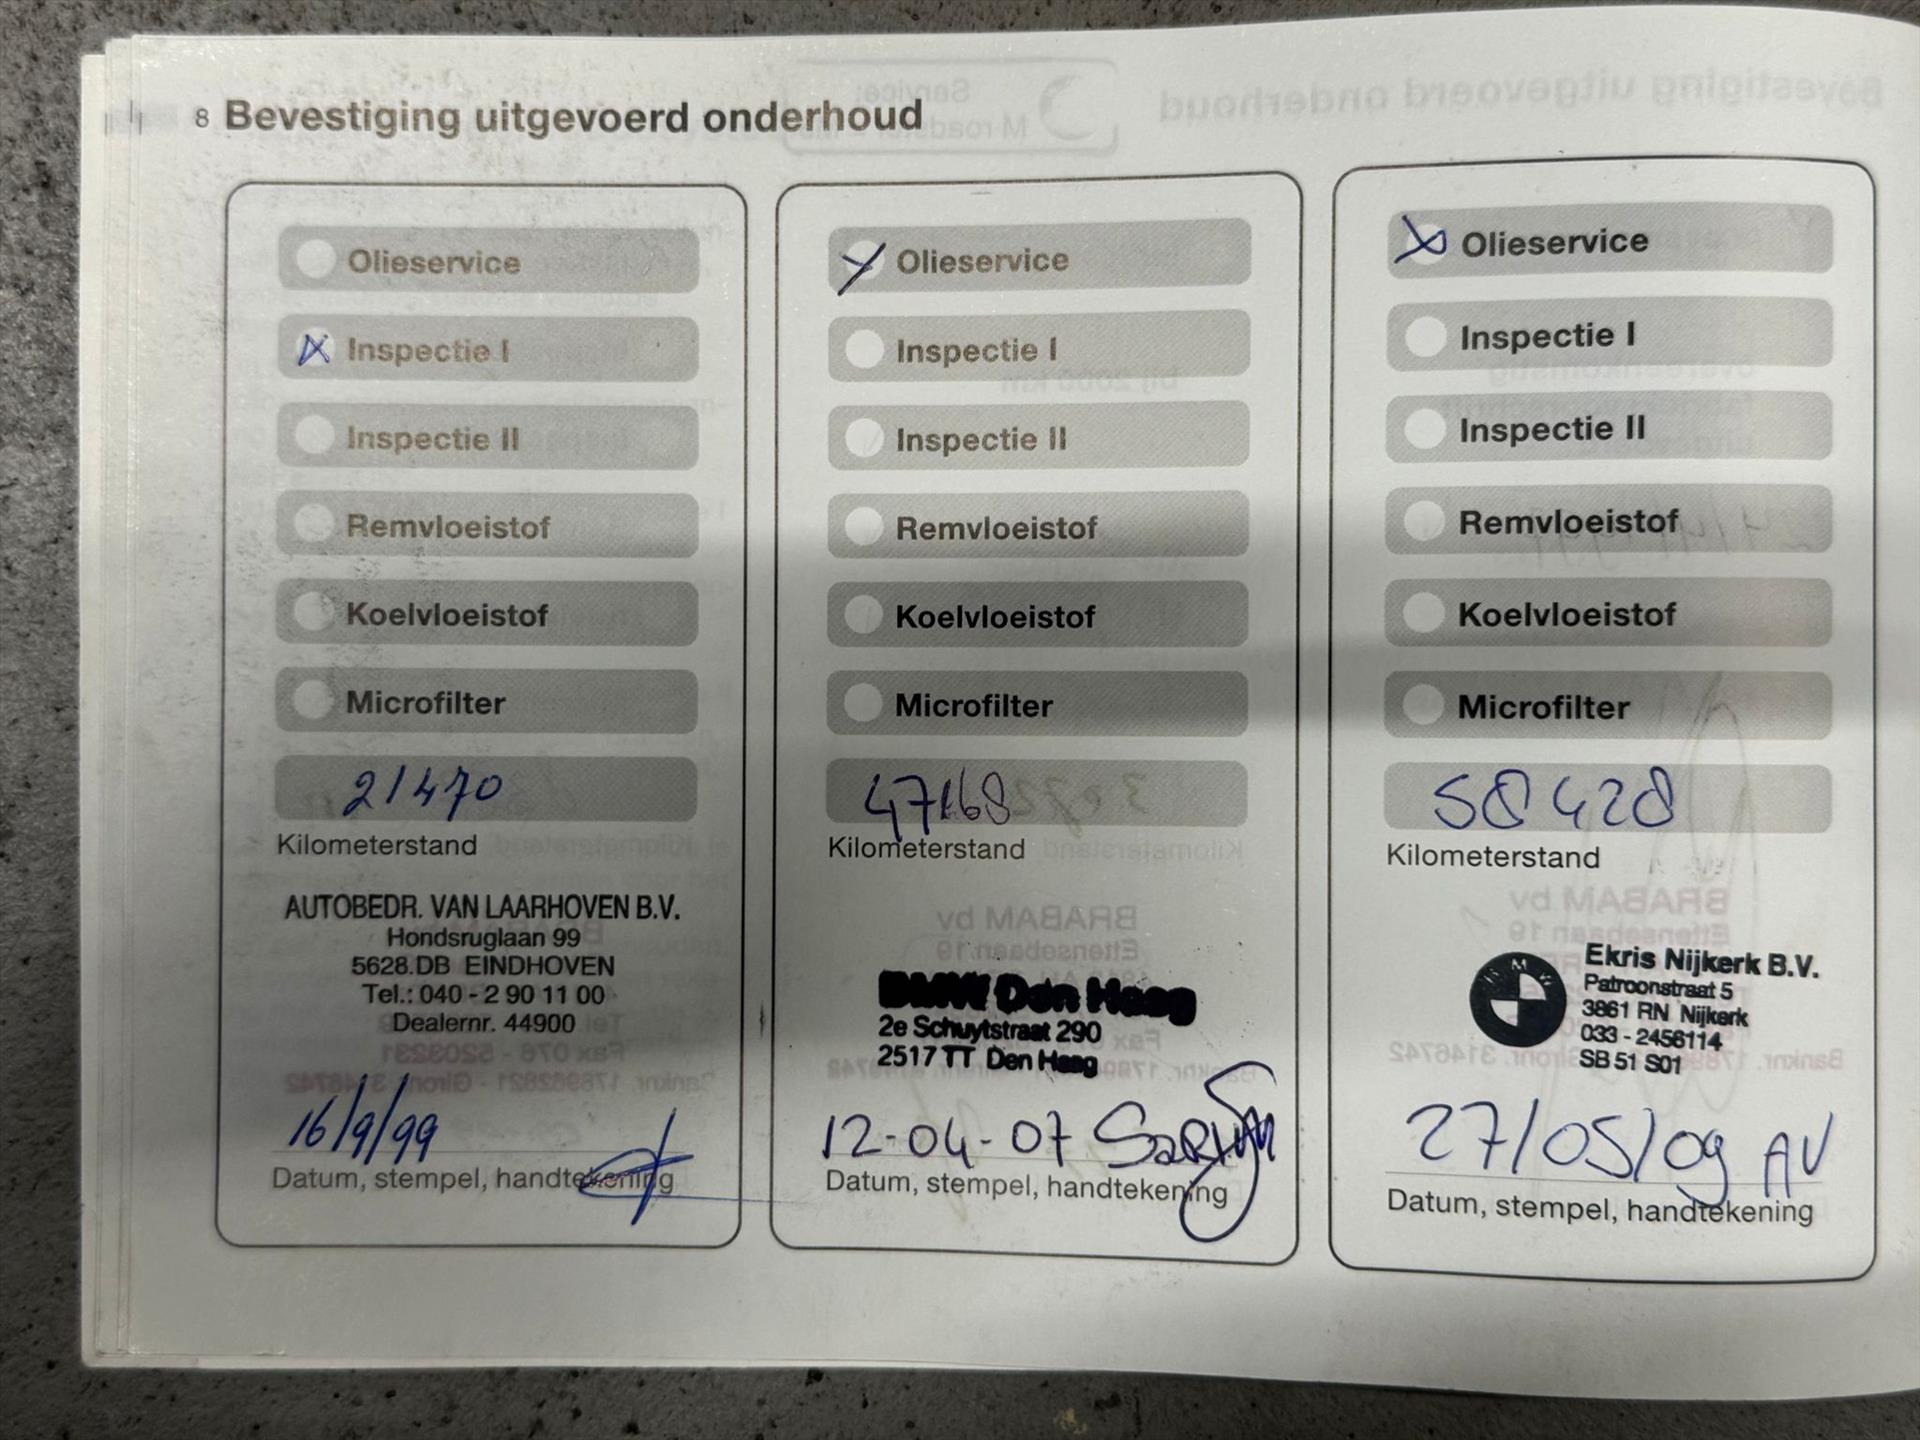 8 Bevestiging uitgevoerd onderhoud
Olieservice
Inspectie I
Inspectie II
Remvloeistof
Koelvloeistof
Microfilter
21470
Kilometerstand
AUTOBEDR. VAN LAARHOVEN B.V.
Hondsruglaan 99
5628.DB EINDHOVEN
Tel.: 040 - 2 90 11 00
Dealernr. 44900
16/9/99
Datum, stempel, handtekening
Olieservice
Inspectie I
Inspectie II
Remvloeistof
Koelvloeistof
Microfilter
47168
Kilometerstand
BMW Den Haag
2e Schuytstraat 290
2517 TT Den Haag
12-04-07
Datum, stempel, handtekening
Olieservice
Inspectie I
Inspectie II
Remvloeistof
Koelvloeistof
Microfilter
58428
Kilometerstand
BMW
Ekris Nijkerk B.V.
Patroonstraat 5
3861 RN Nijkerk
033 - 2456114
SB 51 S01
27/05/09 AV
Datum, stempel, handtekening